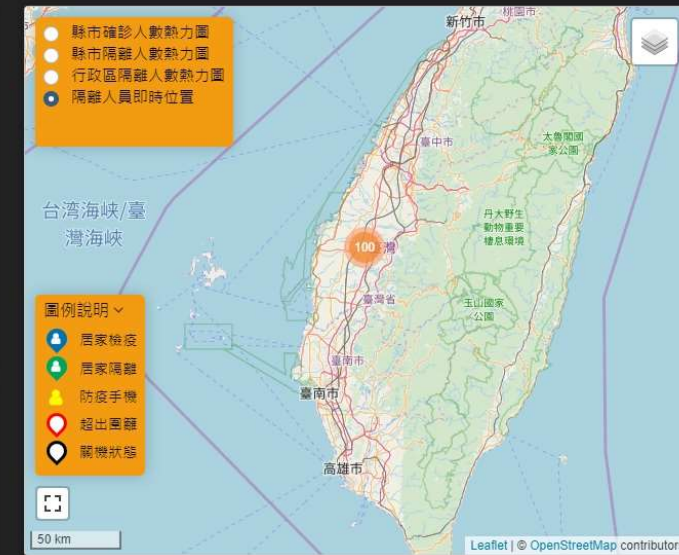 縣市確診人數熱力圖
縣市隔離人數熱力圖
行政區隔離人數熱力圖
隔離人員即時位置
桃園市
新竹市
臺中市
太魯閣國
家公園
台湾海峡/臺
灣海峽
丹大野生
動物重要
棲息環境
100
灣
臺灣省
玉山國家
公園
圖例說明
居家檢疫
居家隔離
防疫手機
超出圍籬
關機狀態
臺南市
臺南市
高雄市
50 km
Leaflet | © OpenStreetMap contributor